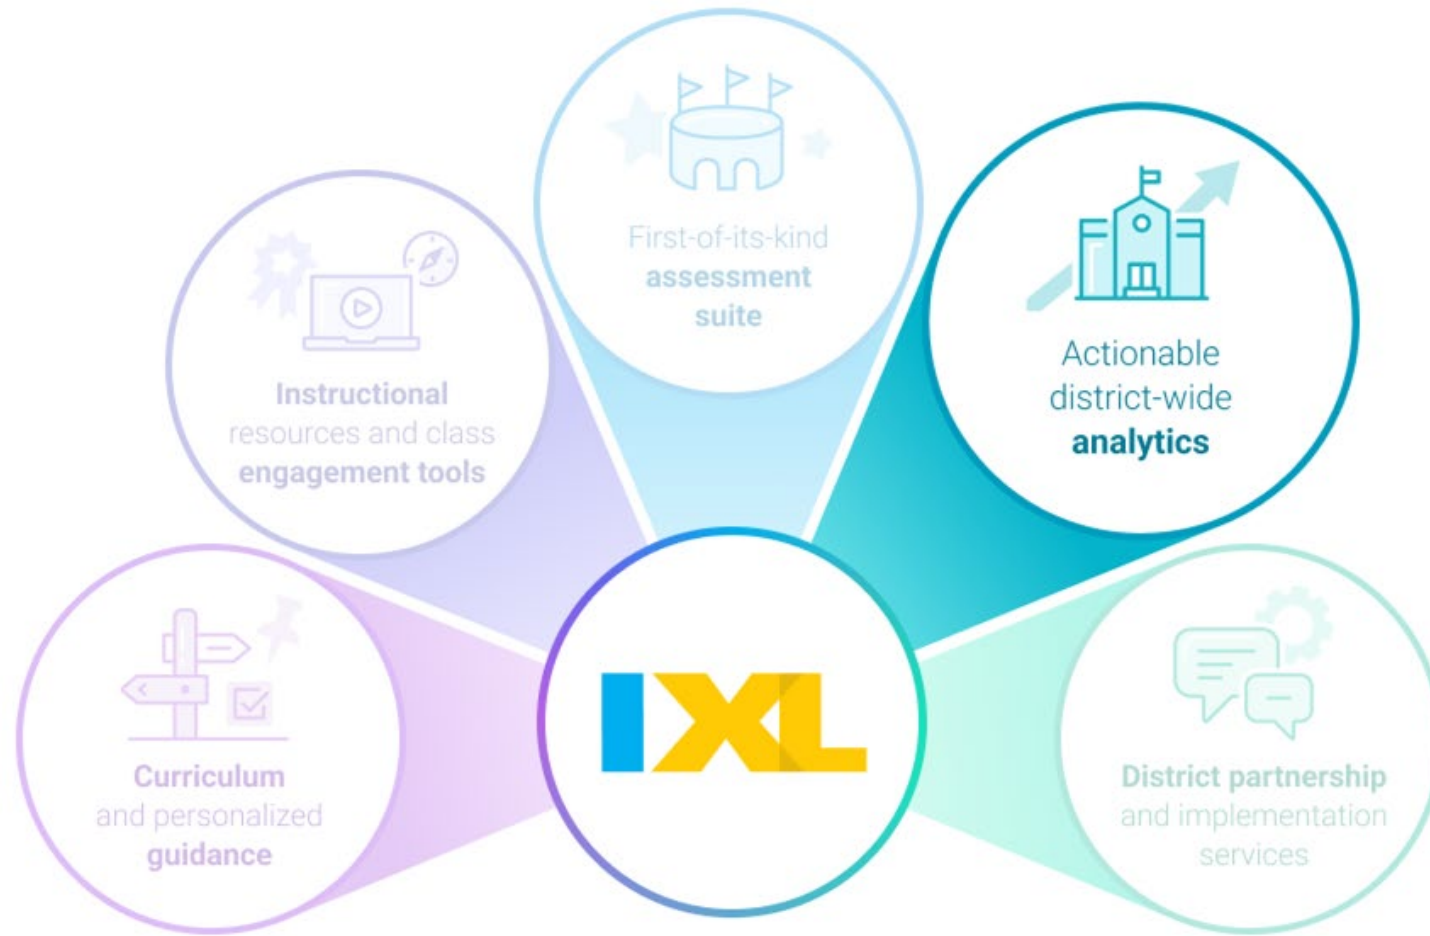 First-of-its-kind
assessment
suite
Actionable
district-wide
analytics
Instructional
resources and class
engagement tools
Curriculum
and personalized
guidance
IXL
District partnership
and implementation
services